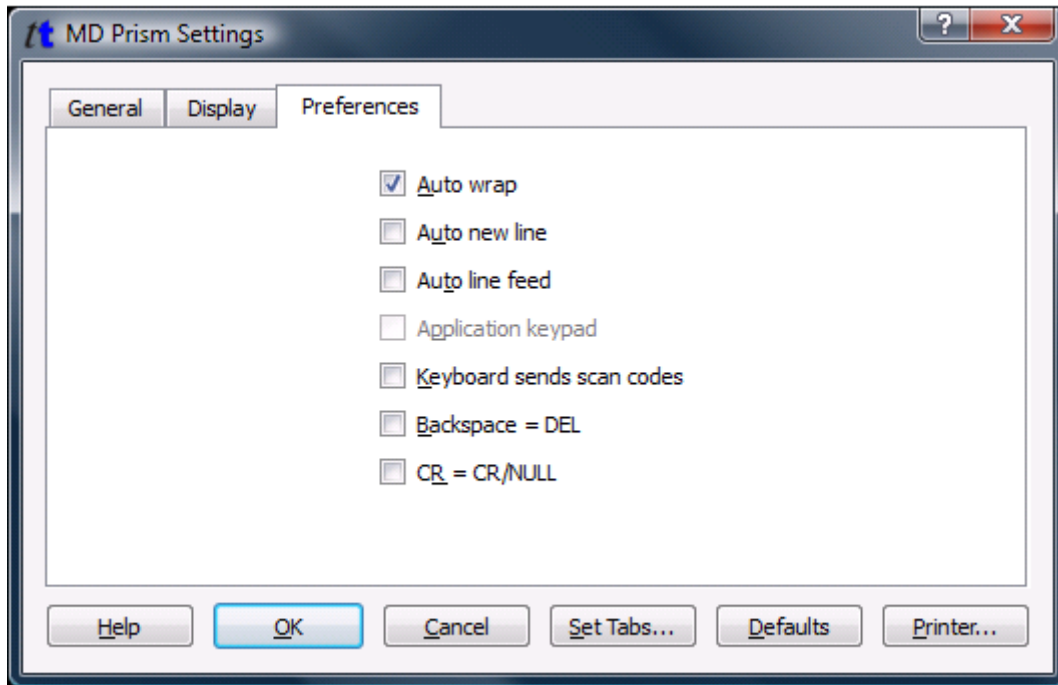 tt MD Prism Settings ? X
General Display Preferences
Auto wrap
Auto new line
Auto line feed
Application keypad
Keyboard sends scan codes
Backspace = DEL
CR = CR/NULL
Help OK Cancel Set Tabs... Defaults Printer...